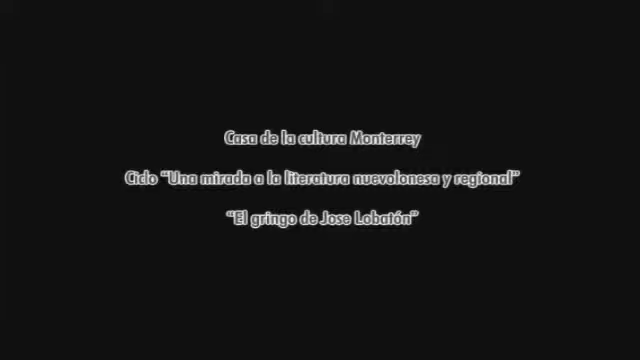 Casa de la cultura Monterrey
Ciclo “Una mirada a la literatura nuevolonesa y regional”
“El gringo de Jose Lobatón”